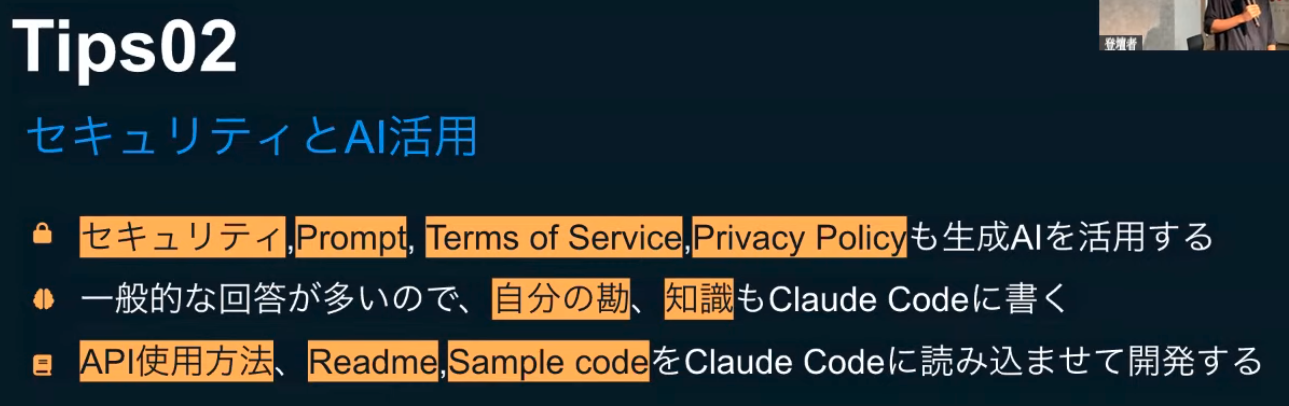 Tips02
登壇者
セキュリティとAI活用
セキュリティ,Prompt, Terms of Service,Privacy Policyも生成AIを活用する
一般的な回答が多いので、自分の勘、知識もClaude Codeに書く
API使用方法、Readme,Sample codeをClaude Codeに読み込ませて開発する